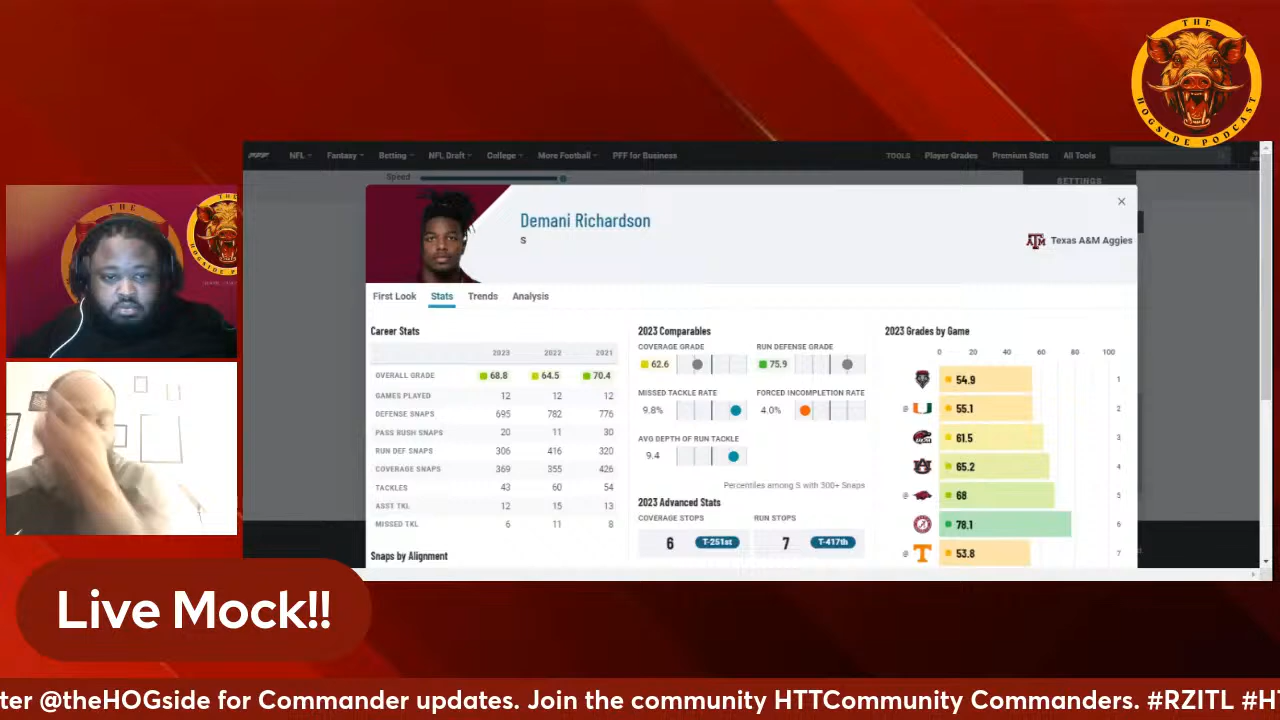 THE
HOGSIDE PODCAST
PFF NFL Fantasy Betting NFL Draft College More Football PFF for Business TOOLS Player Grades Premium Stats All Tools
Speed
SETTINGS
Demani Richardson
S
Texas A&M Aggies
×
First Look Stats Trends Analysis
Career Stats
2023 2022 2021
OVERALL GRADE 68.8 64.5 70.4
GAMES PLAYED 12 12 12
DEFENSE SNAPS 695 782 776
PASS RUSH SNAPS 20 11 30
RUN DEF SNAPS 306 416 320
COVERAGE SNAPS 369 355 426
TACKLES 43 60 54
ASST TKL 12 15 13
MISSED TKL 6 11 8
Snaps by Alignment
2023 Comparables
COVERAGE GRADE RUN DEFENSE GRADE
62.6 75.9
MISSED TACKLE RATE FORCED INCOMPLETION RATE
9.8% 4.0%
AVG DEPTH OF RUN TACKLE
9.4
Percentiles among S with 300+ Snaps
2023 Advanced Stats
COVERAGE STOPS RUN STOPS
6 T-251st 7 T-417th
2023 Grades by Game
0 20 40 60 80 100
54.9 1
@ 55.1 2
61.5 3
65.2 4
@ 68 5
78.1 6
@ 53.8 7
THE
Live Mock!!
ter @theHOGside for Commander updates. Join the community HTTCommunity Commanders. #RZITL #H